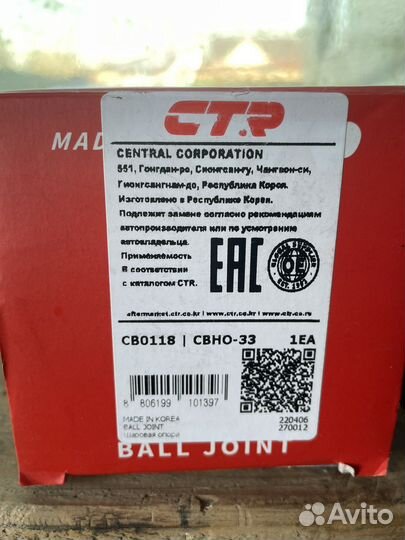 MAD
CTR
CENTRAL CORPORATION
551, Гонгдан-ро, Сионгсан-гу, Чангвон-си,
Гионгсангнам-до, Республика Корея.
Изготовлено в Республике Корея.
Подлежит замене согласно рекомендациям
автопроизводителя или по усмотрению
автовладельца.
Применяемость
В соответствии
с каталогом CTR.
EAC
OE
aftermarket.ctr.co.kr | www.ctr.co.kr | www.ctr-co.ru
CB0118 | CBHO-33 1EA
8 806199 101397
MADE IN KOREA
BALL JOINT
Шаровая опора
220406
270012
BALL JOINT
Avito